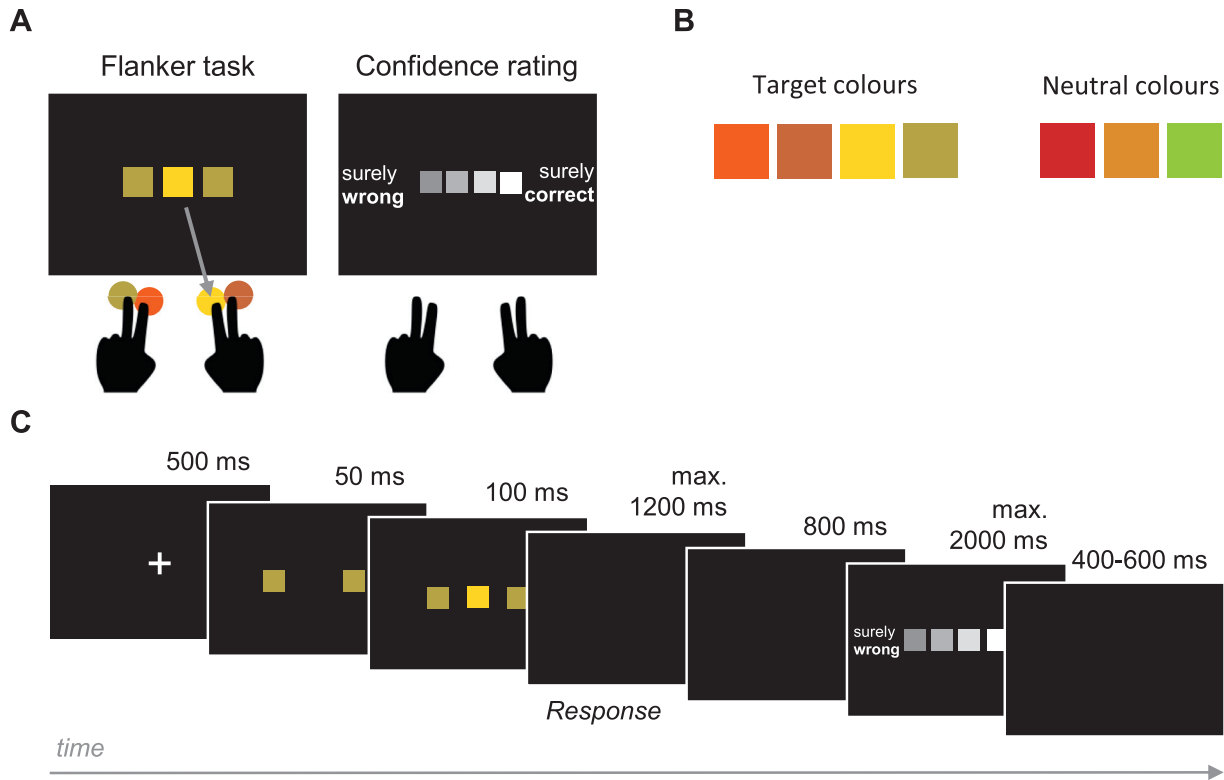 A
Flanker task
Confidence rating
surely
wrong
surely
correct
B
Target colours
Neutral colours
C
500 ms
50 ms
100 ms
max.
1200 ms
800 ms
max.
2000 ms
400-600 ms
+
surely
wrong
Response
time